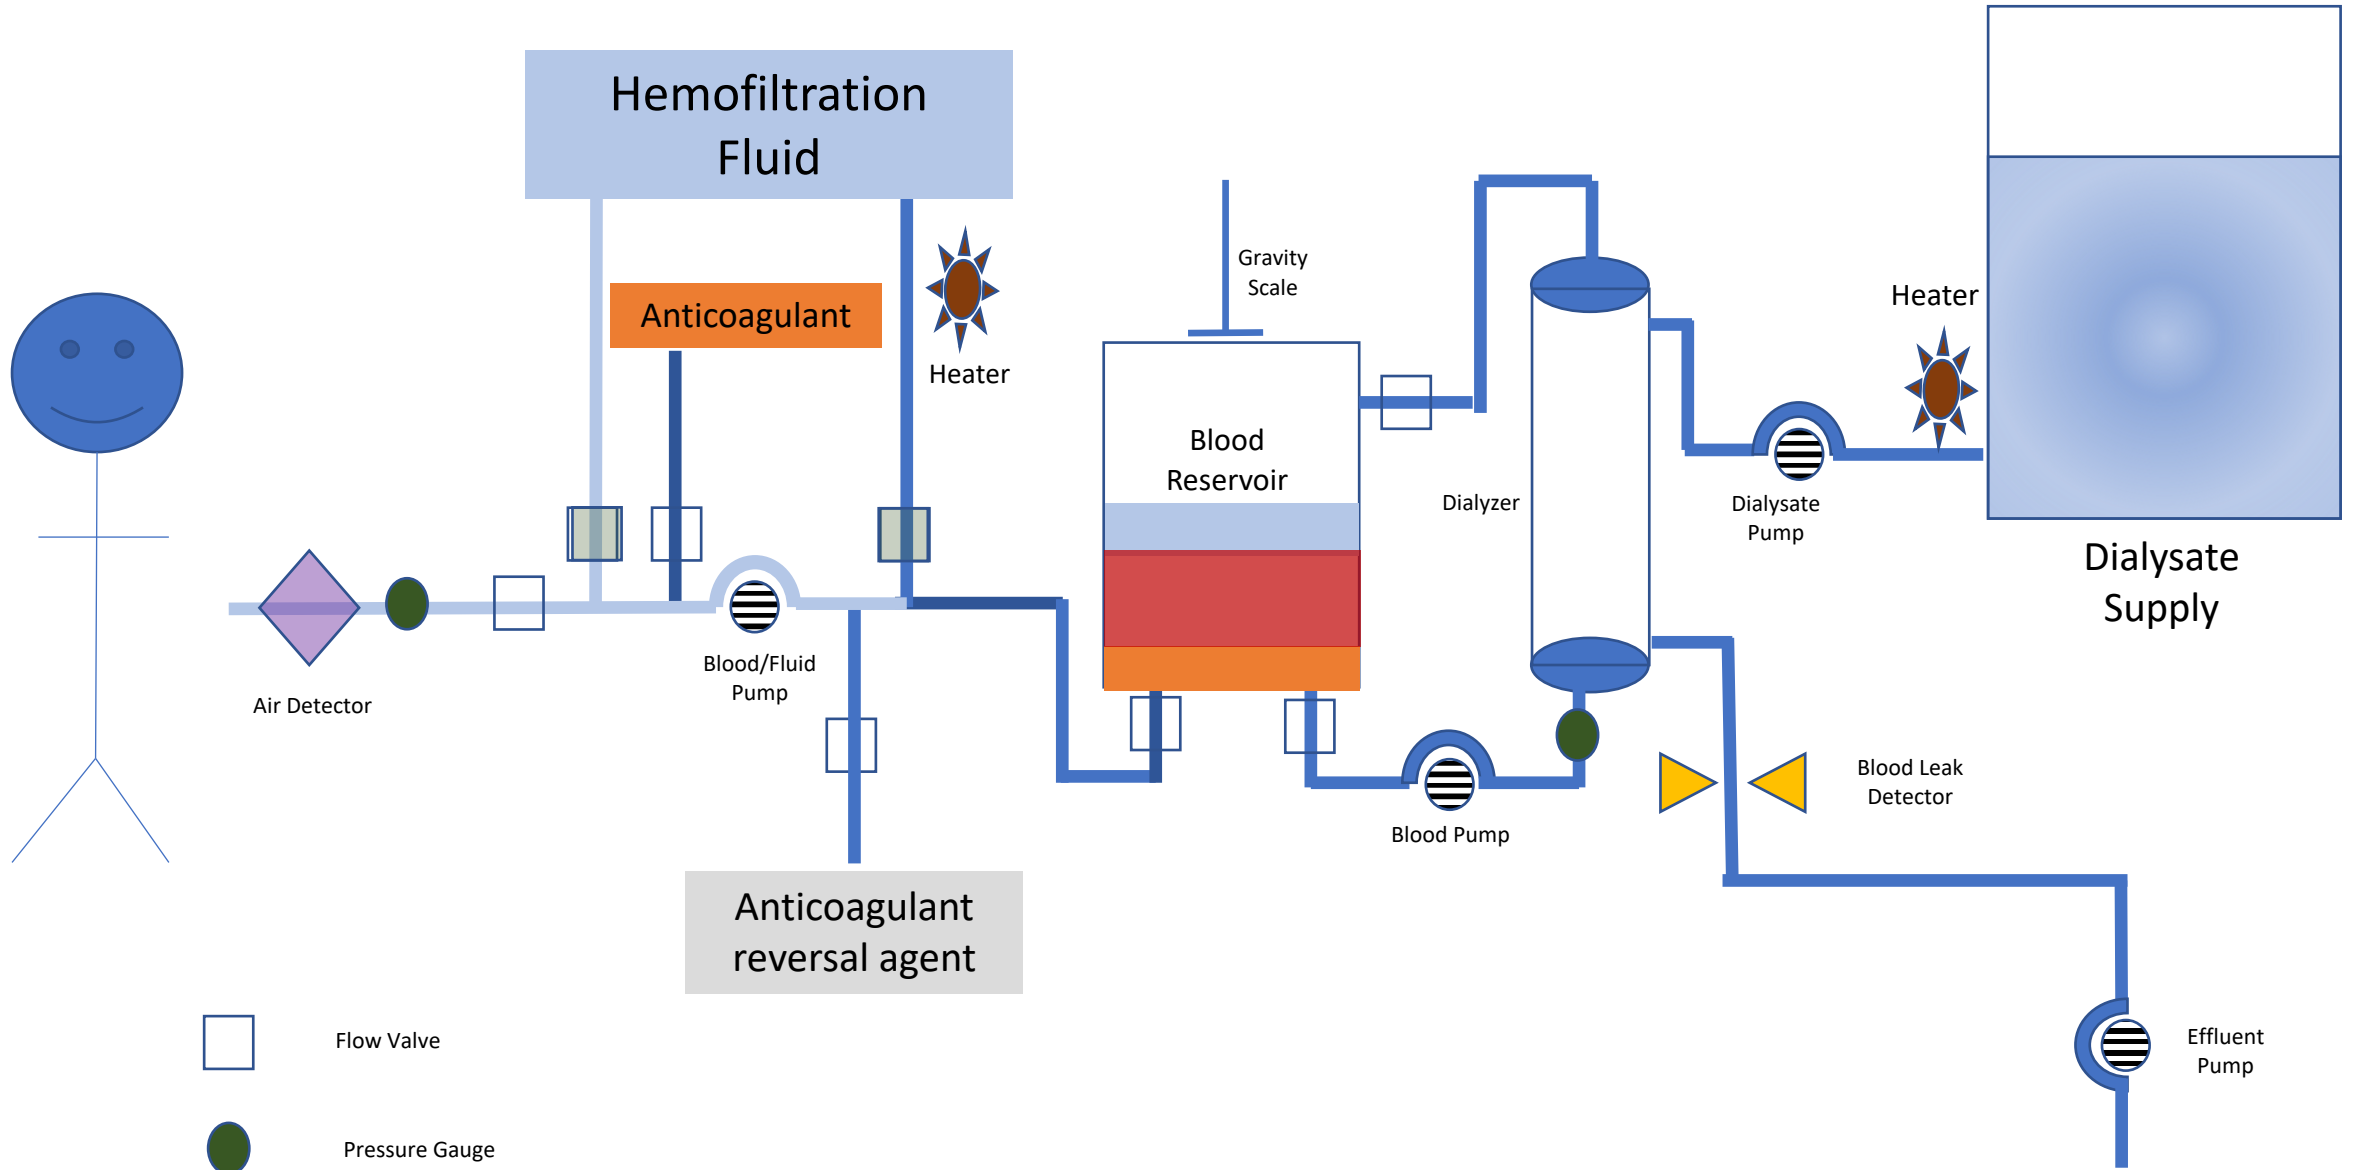 Hemofiltration
Fluid
Anticoagulant
Heater
Gravity
Scale
Blood
Reservoir
Dialyzer
Heater
Dialysate
Pump
Dialysate
Supply
Air Detector
Blood/Fluid
Pump
Blood Pump
Blood Leak
Detector
Anticoagulant
reversal agent
Effluent
Pump
Flow Valve
Pressure Gauge